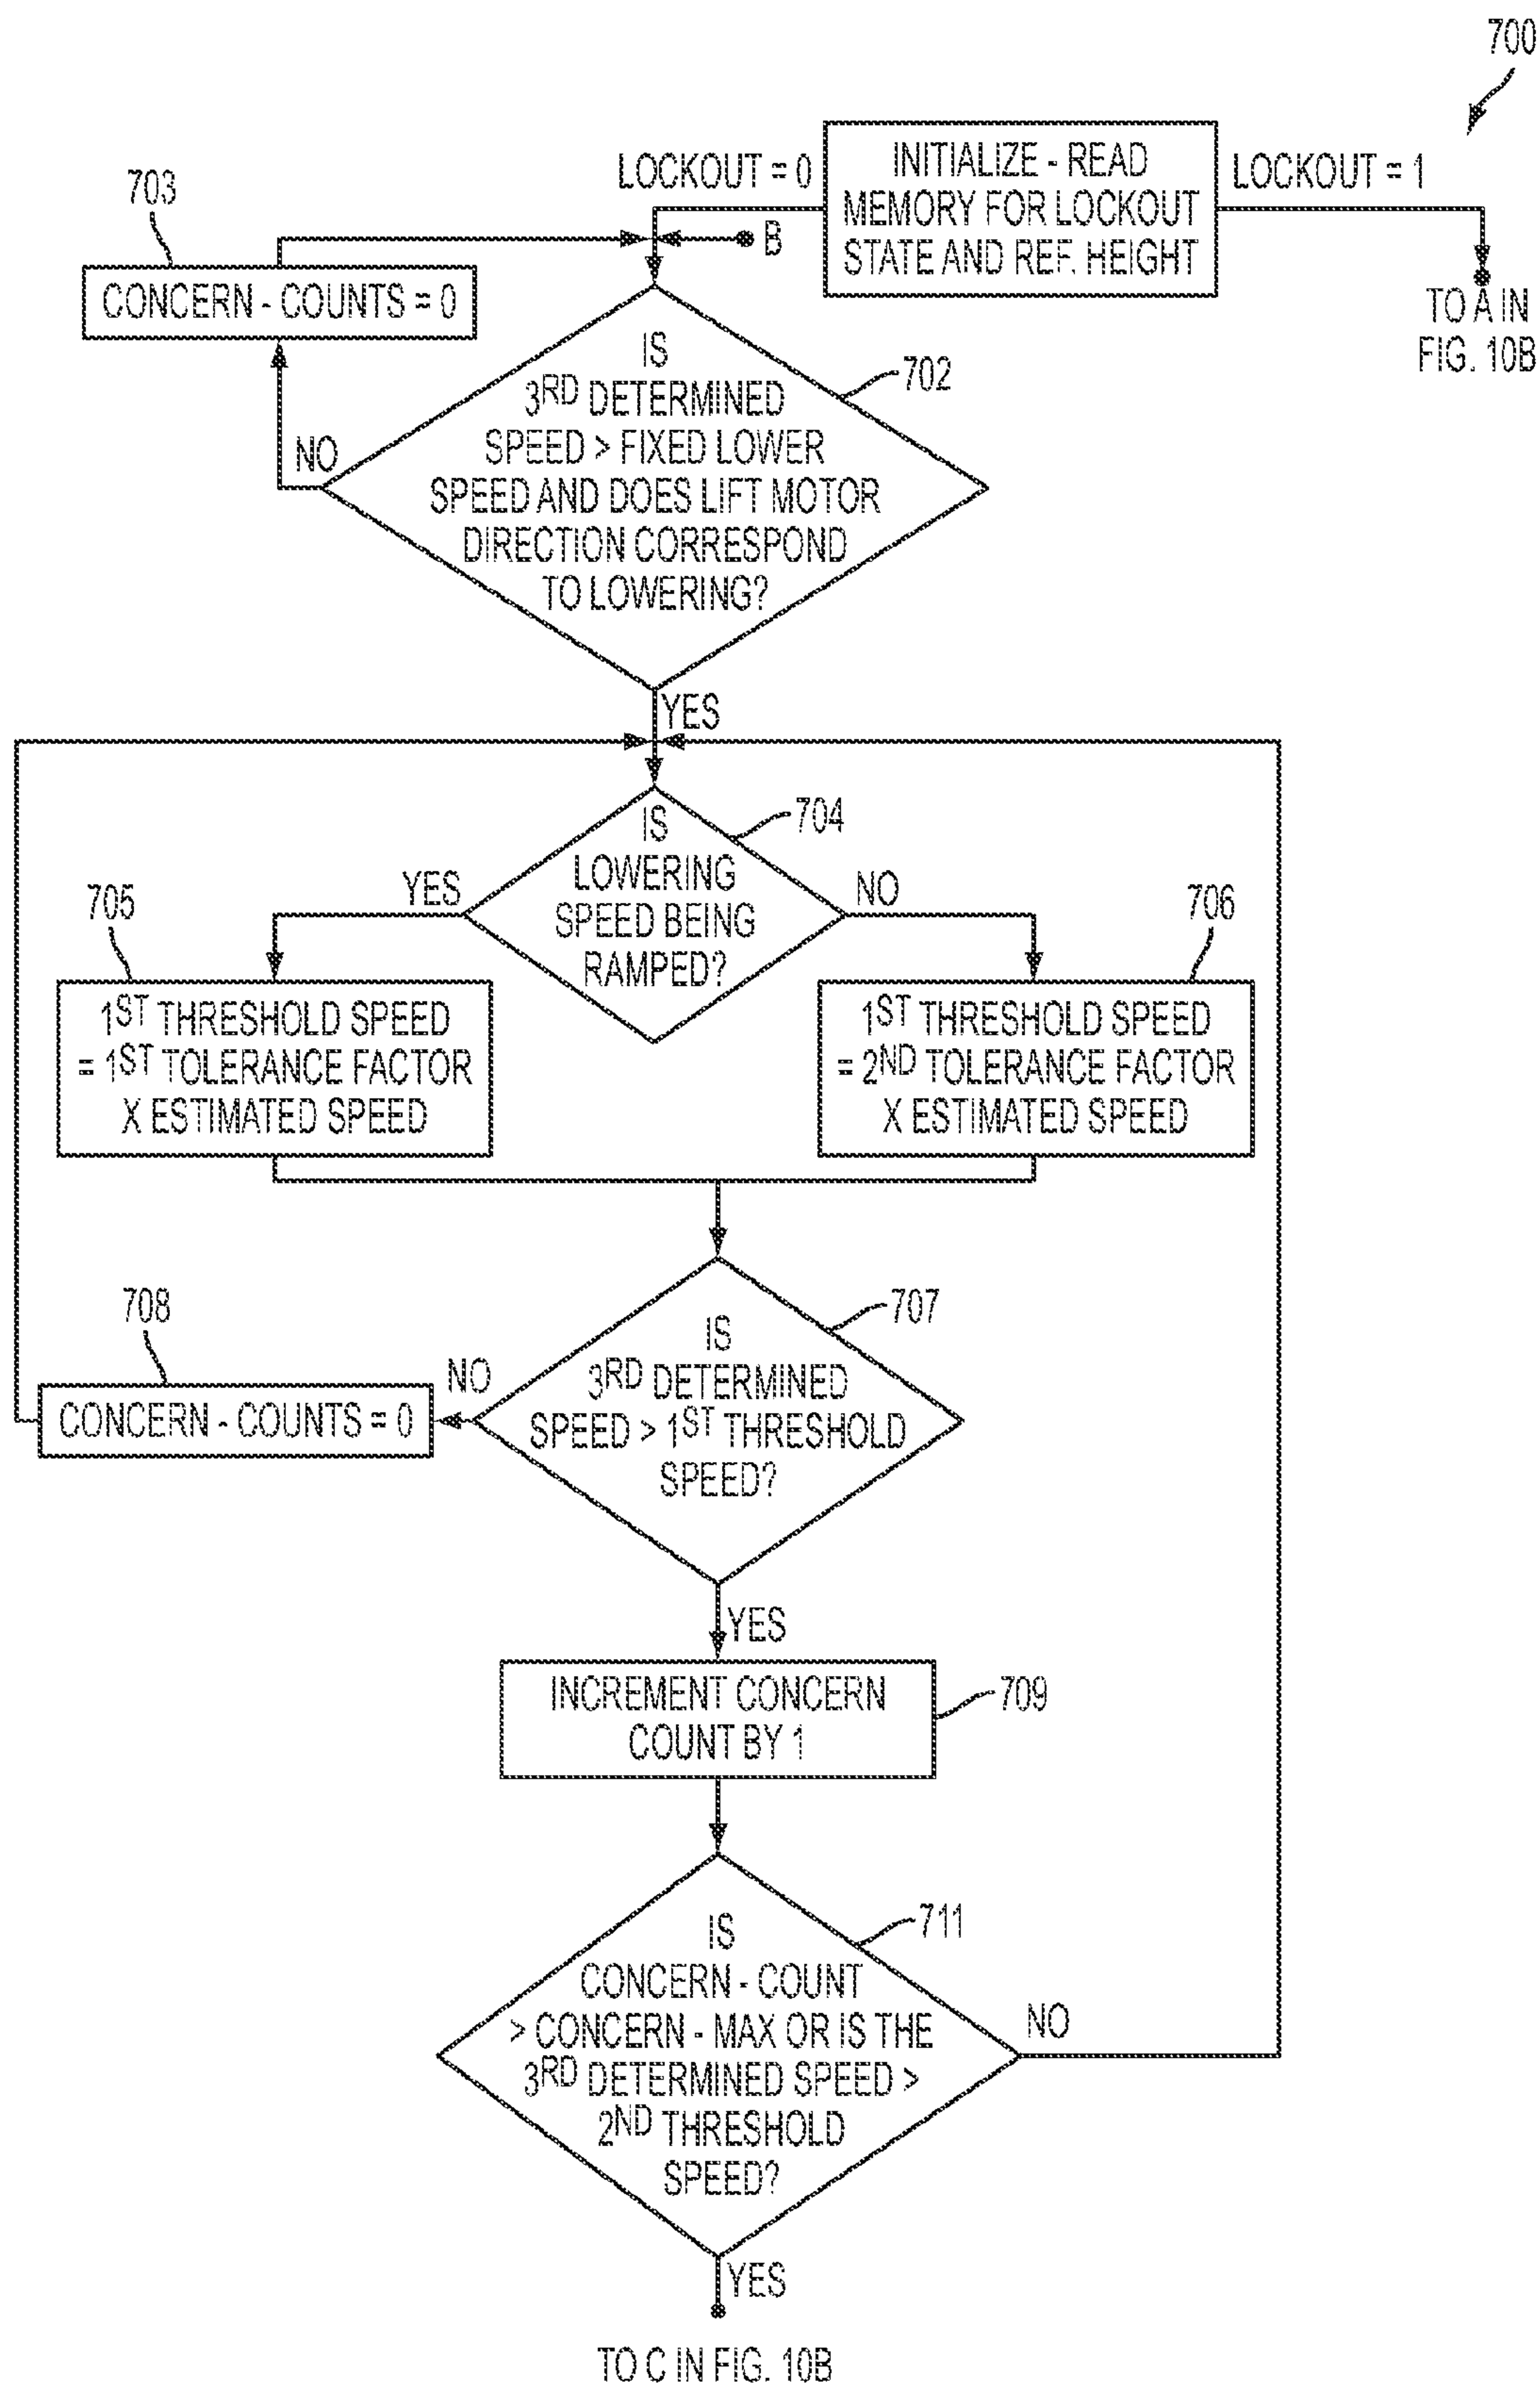 700
LOCKOUT = 0
INITIALIZE - READ
MEMORY FOR LOCKOUT
STATE AND REF. HEIGHT
LOCKOUT = 1
703
B
CONCERN - COUNTS = 0
TO A IN
FIG. 10B
IS
3RD DETERMINED
SPEED > FIXED LOWER
SPEED AND DOES LIFT MOTOR
DIRECTION CORRESPOND
TO LOWERING?
702
NO
YES
IS
LOWERING
SPEED BEING
RAMPED?
704
YES
NO
705
706
1ST THRESHOLD SPEED
= 1ST TOLERANCE FACTOR
X ESTIMATED SPEED
1ST THRESHOLD SPEED
= 2ND TOLERANCE FACTOR
X ESTIMATED SPEED
708
707
IS
3RD DETERMINED
SPEED > 1ST THRESHOLD
SPEED?
NO
CONCERN - COUNTS = 0
YES
INCREMENT CONCERN
COUNT BY 1
709
711
IS
CONCERN - COUNT
> CONCERN - MAX OR IS THE
3RD DETERMINED SPEED >
2ND THRESHOLD
SPEED?
NO
YES
TO C IN FIG. 10B